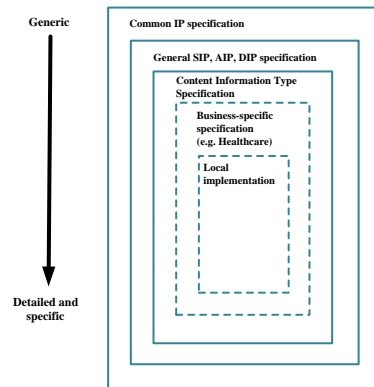 Generic
Common IP specification
General SIP, AIP, DIP specification
Content Information Type
Specification
Business-specific
specification
(e.g. Healthcare)
Local
implementation
Detailed and
specific